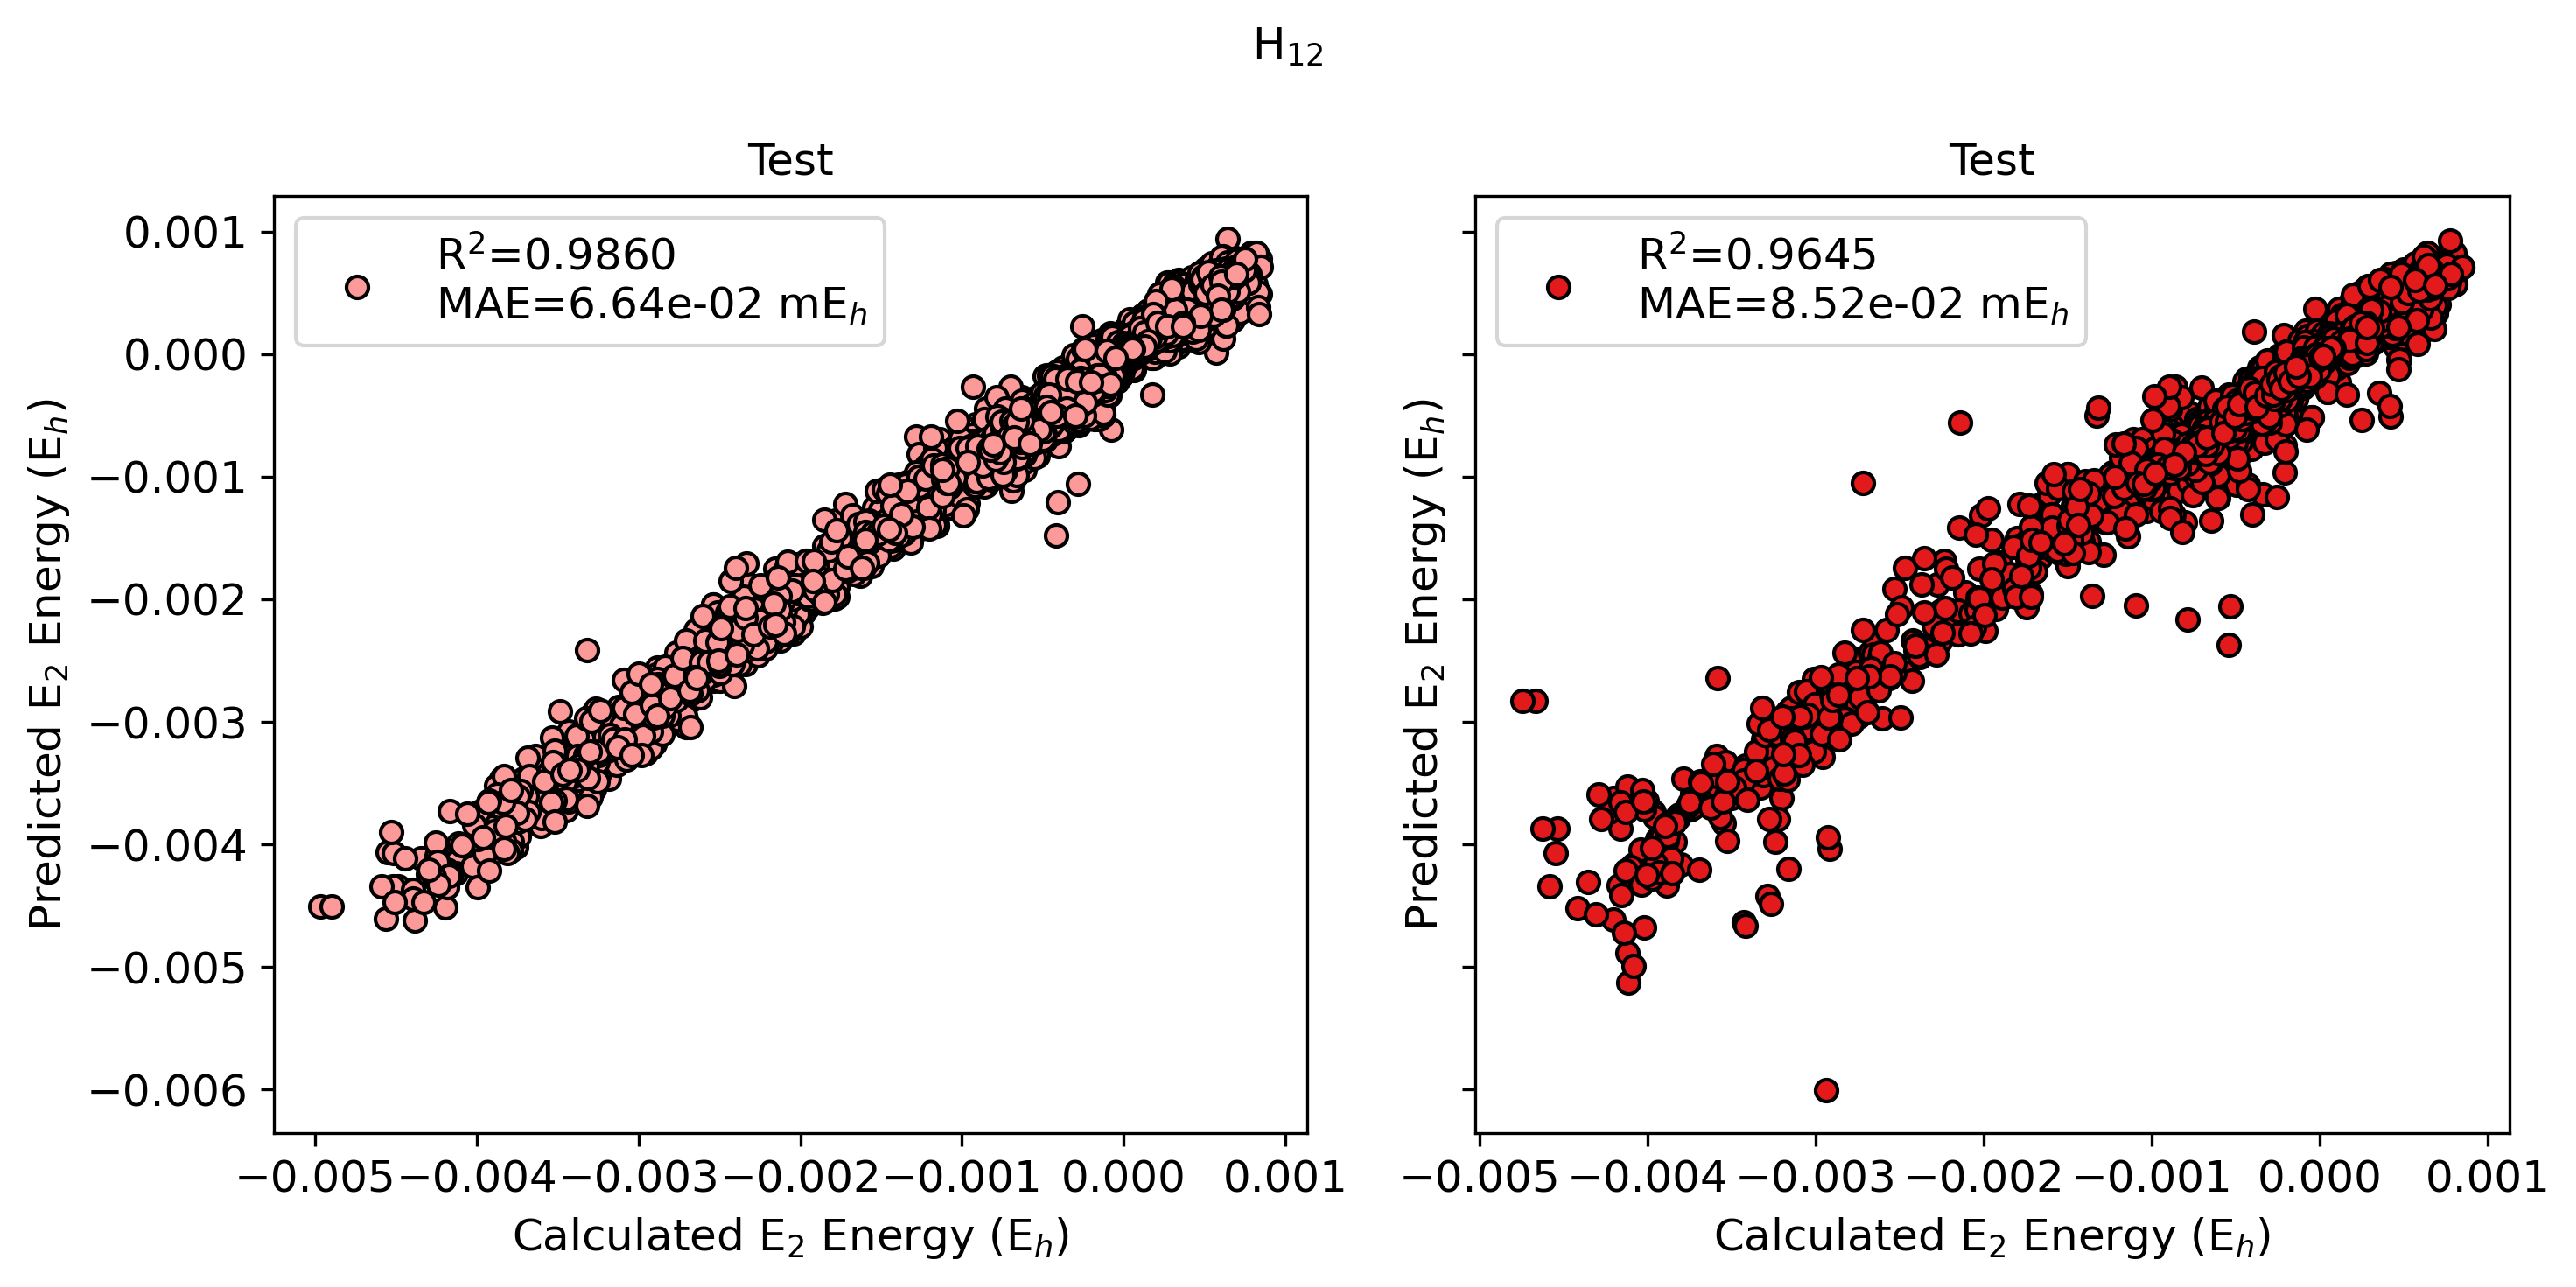 H₁₂
Test
R²=0.9860
MAE=6.64e-02 mEₕ
0.001
0.000
−0.001
−0.002
−0.003
−0.004
−0.005
−0.006
Predicted E₂ Energy (Eₕ)
−0.005 −0.004 −0.003 −0.002 −0.001 0.000 0.001
Calculated E₂ Energy (Eₕ)
Test
R²=0.9645
MAE=8.52e-02 mEₕ
Predicted E₂ Energy (Eₕ)
−0.005 −0.004 −0.003 −0.002 −0.001 0.000 0.001
Calculated E₂ Energy (Eₕ)